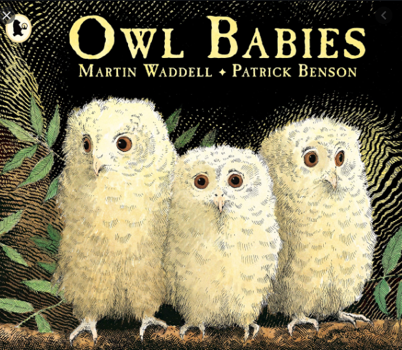 OWL BABIES
MARTIN WADDELL • PATRICK BENSON